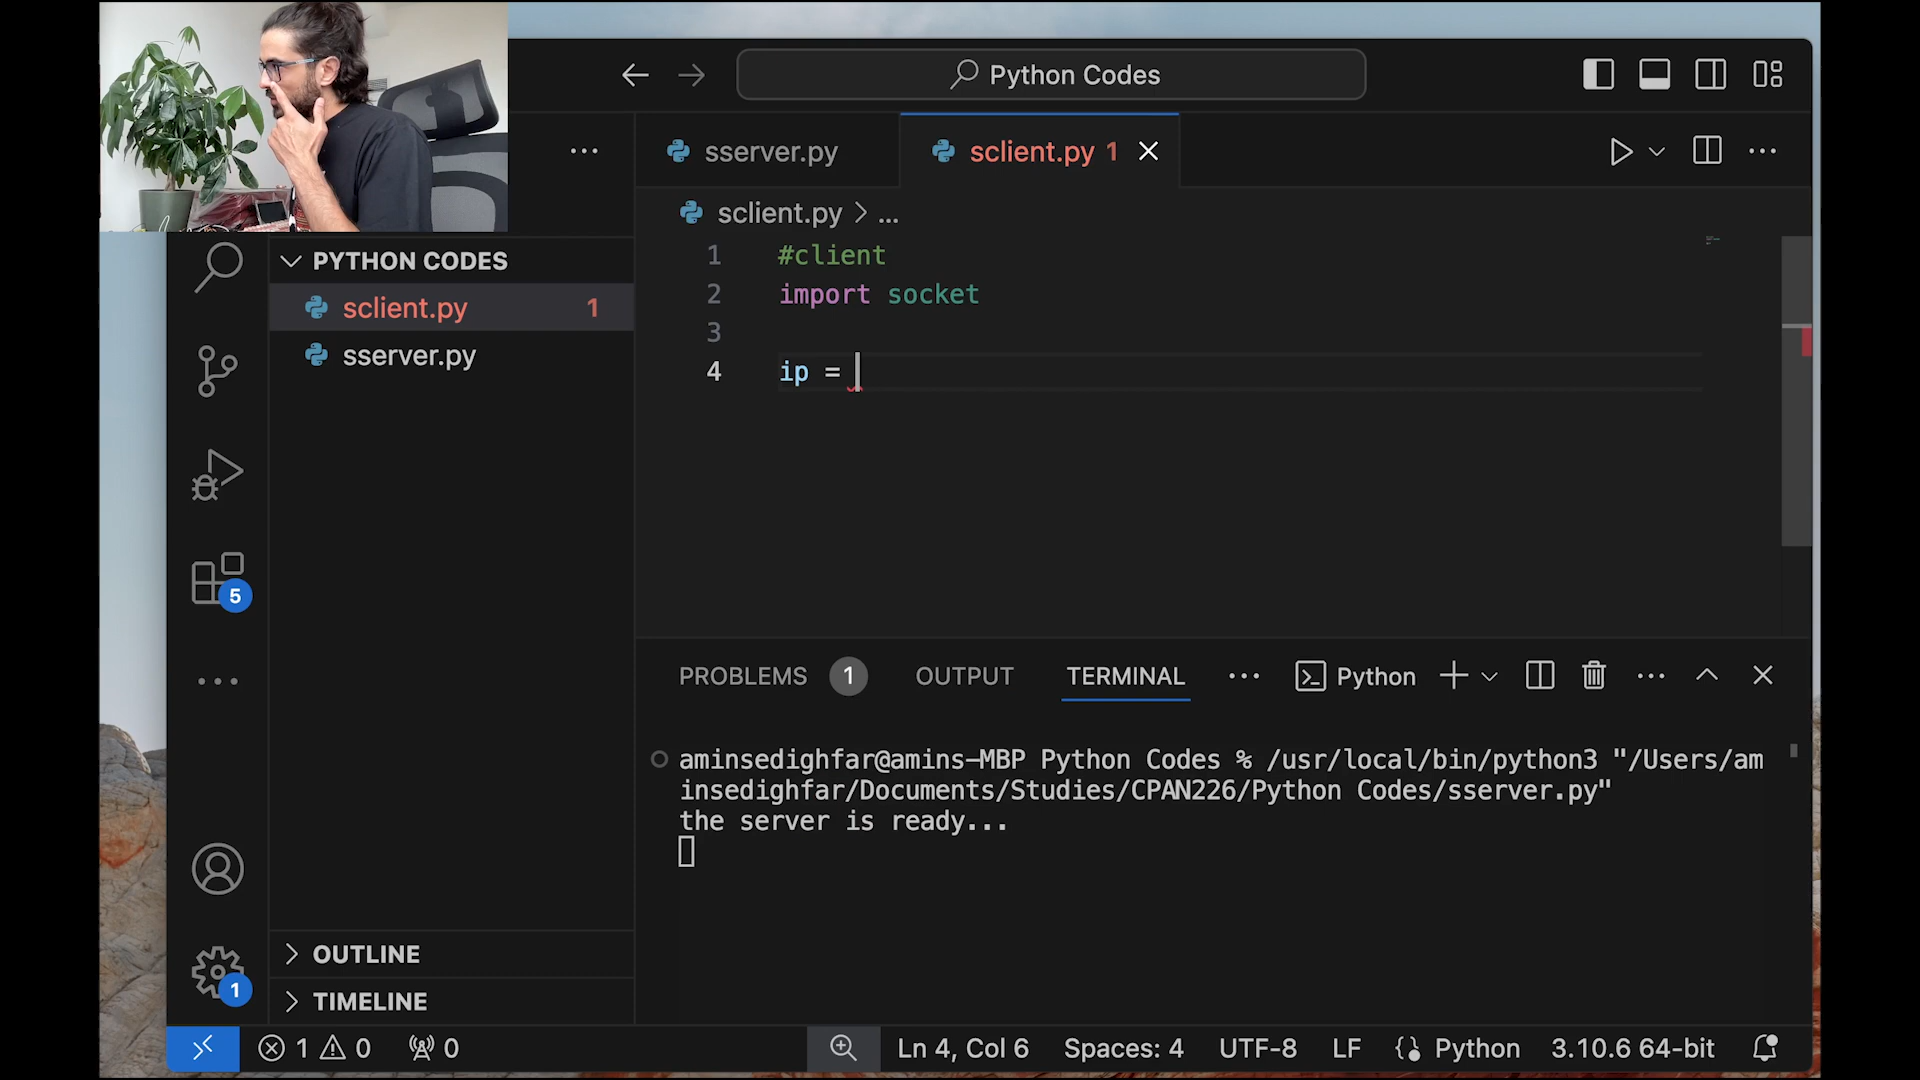 Python Codes
sserver.py
sclient.py 1
sclient.py > ...
PYTHON CODES
sclient.py 1
sserver.py
1 #client
2 import socket
3
4 ip =
5
PROBLEMS 1 OUTPUT TERMINAL ... Python
aminsedighfar@amins-MBP Python Codes % /usr/local/bin/python3 "/Users/am
insedighfar/Documents/Studies/CPAN226/Python Codes/sserver.py"
the server is ready...
OUTLINE
1
TIMELINE
1 0 0 Ln 4, Col 6 Spaces: 4 UTF-8 LF {} Python 3.10.6 64-bit